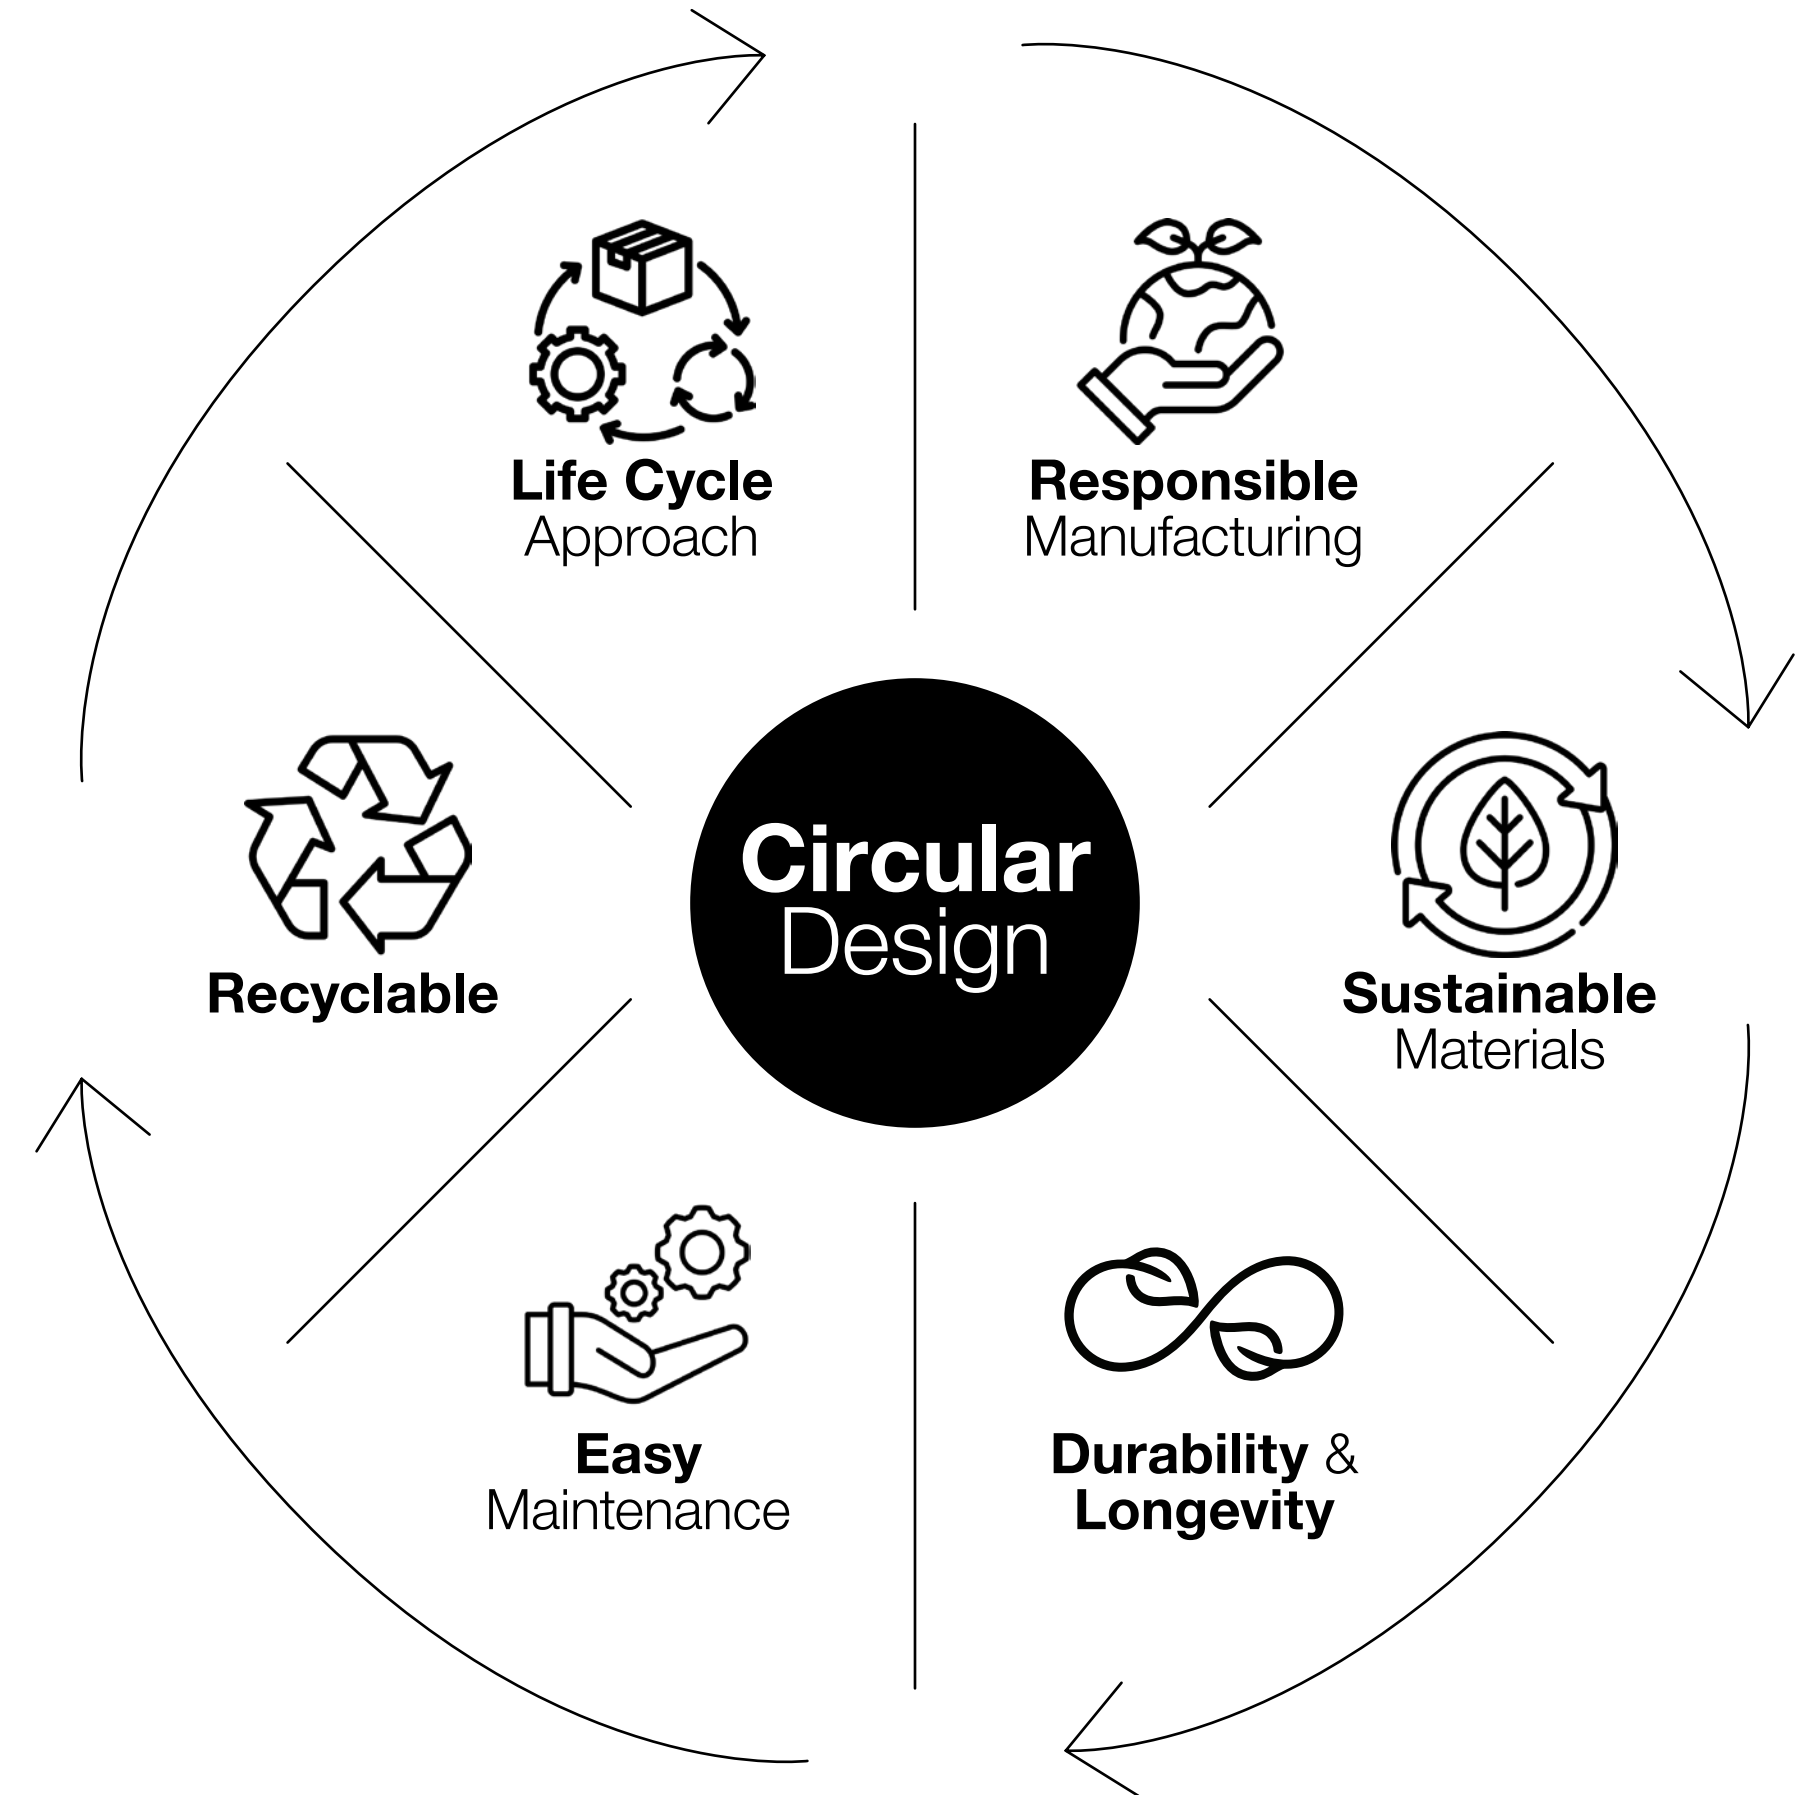 Life Cycle
Approach
Responsible
Manufacturing
Circular
Design
Recyclable
Sustainable
Materials
Easy
Maintenance
Durability &
Longevity